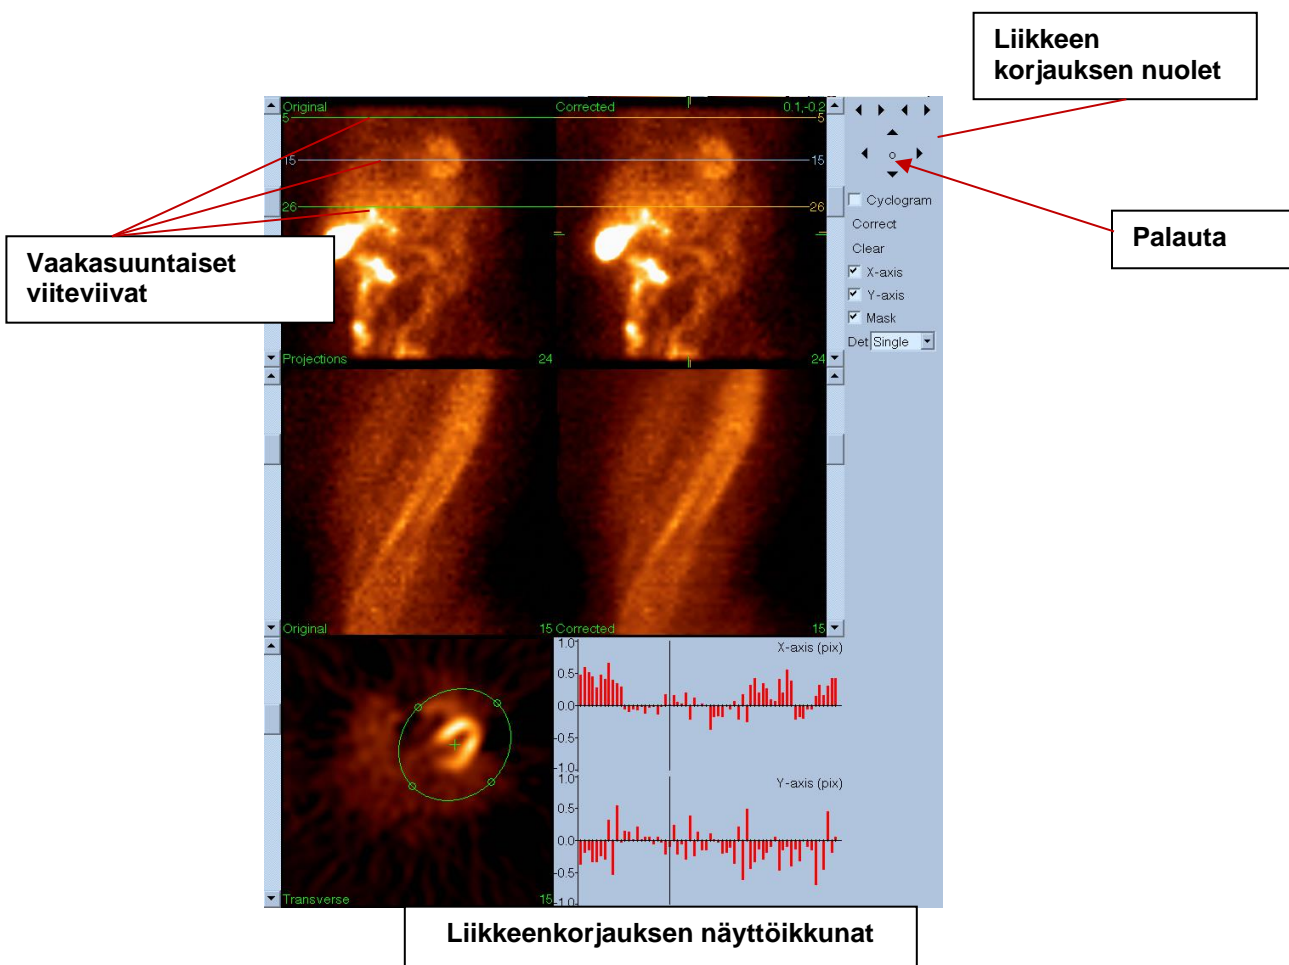 Liikkeen
korjauksen nuolet
Original
Corrected
0.1,-0.2
5
5
15
15
26
26
Cyclogram
Correct
Clear
X-axis
Y-axis
Mask
Det Single
Palauta
Vaakasuuntaiset
viiteviivat
Projections
24
24
Original
15
Corrected
15
X-axis (pix)
1.0
0.5
0.0
-0.5
-1.0
Y-axis (pix)
1.0
0.5
0.0
-0.5
-1.0
Transverse
15
Liikkeenkorjauksen näyttöikkunat